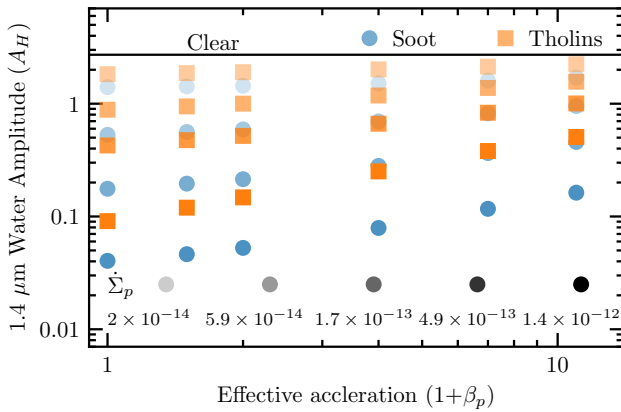 Clear
Soot
Tholins
1.4 μm Water Amplitude (A_H)
1
0.1
0.01
Σ̇_p
2 × 10⁻¹⁴
5.9 × 10⁻¹⁴
1.7 × 10⁻¹³
4.9 × 10⁻¹³
1.4 × 10⁻¹²
1
10
Effective accleration (1+β_p)